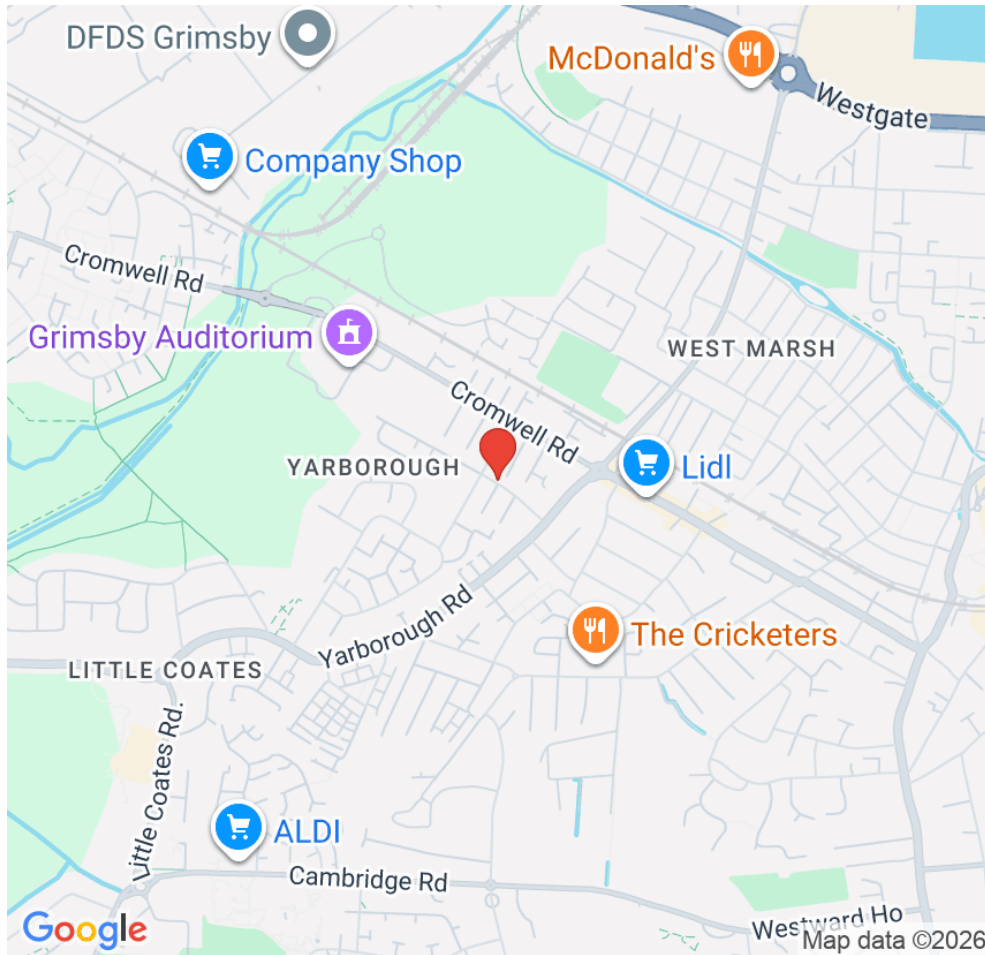 DFDS Grimsby
McDonald's
Westgate
Company Shop
Cromwell Rd
Grimsby Auditorium
WEST MARSH
Cromwell Rd
YARBOROUGH
Lidl
Yarborough Rd
The Cricketers
LITTLE COATES
Little Coates Rd.
ALDI
Cambridge Rd
Westward Ho
Google
Map data ©2026